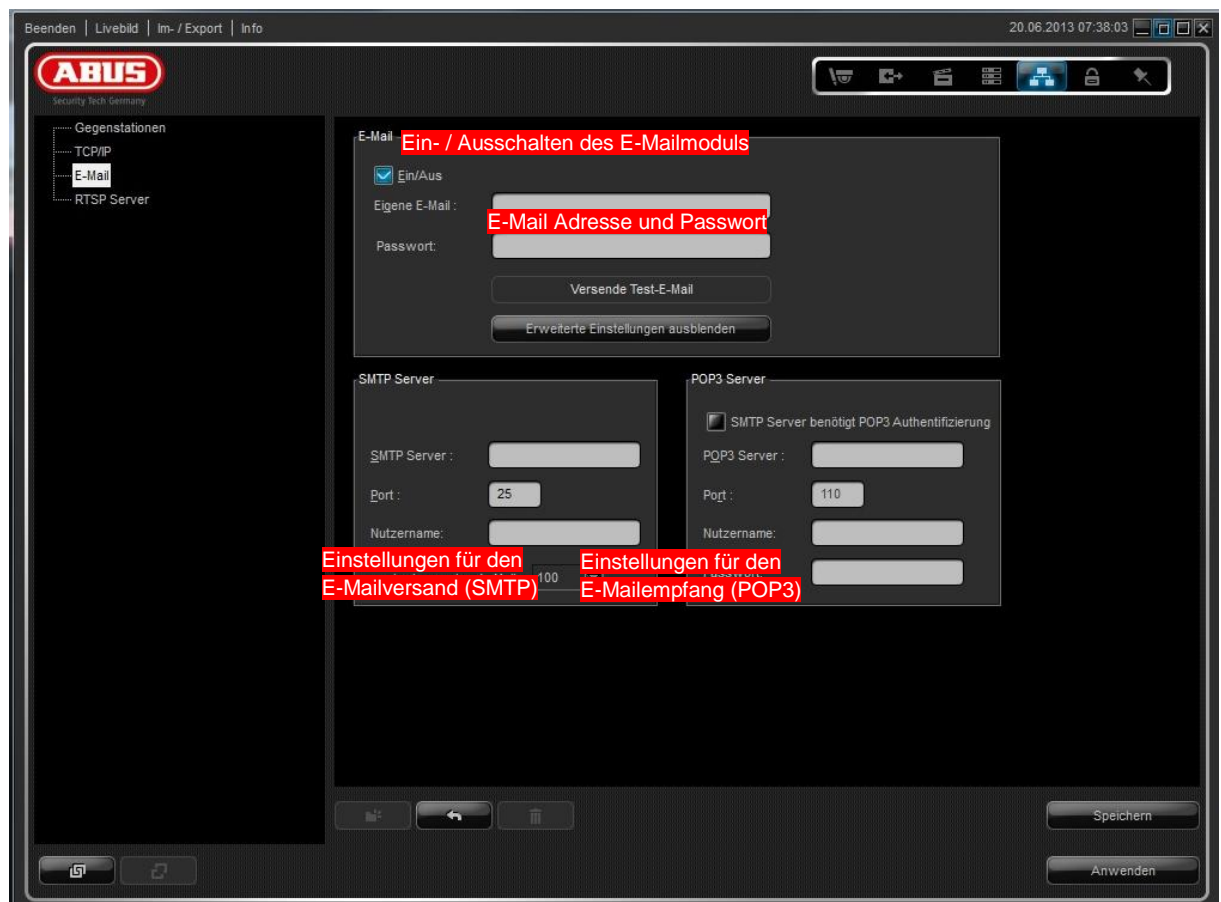 Beenden | Livebild | Im- / Export | Info
20.06.2013 07:38:03
ABUS
Security Tech Germany
Gegenstationen
TCP/IP
E-Mail
RTSP Server
E-Mail
Ein- / Ausschalten des E-Mailmoduls
Ein/Aus
Eigene E-Mail :
E-Mail Adresse und Passwort
Passwort:
Versende Test-E-Mail
Erweiterte Einstellungen ausblenden
SMTP Server
SMTP Server :
Port :
25
Nutzername:
Einstellungen für den
E-Mailversand (SMTP)
100
POP3 Server
SMTP Server benötigt POP3 Authentifizierung
POP3 Server :
Port :
110
Nutzername:
Einstellungen für den
E-Mailempfang (POP3)
Speichern
Anwenden